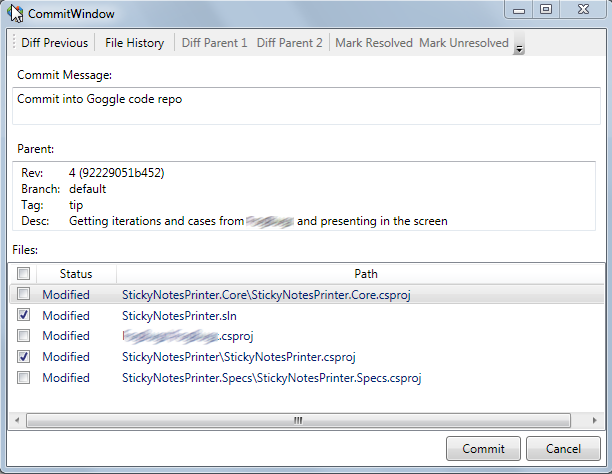 CommitWindow
Diff Previous File History Diff Parent 1 Diff Parent 2 Mark Resolved Mark Unresolved
Commit Message:
Commit into Goggle code repo
Parent:
Rev: 4 (92229051b452)
Branch: default
Tag: tip
Desc: Getting iterations and cases from and presenting in the screen
Files:
Status Path
Modified StickyNotesPrinter.Core\StickyNotesPrinter.Core.csproj
Modified StickyNotesPrinter.sln
Modified .csproj
Modified StickyNotesPrinter\StickyNotesPrinter.csproj
Modified StickyNotesPrinter.Specs\StickyNotesPrinter.Specs.csproj
Commit Cancel